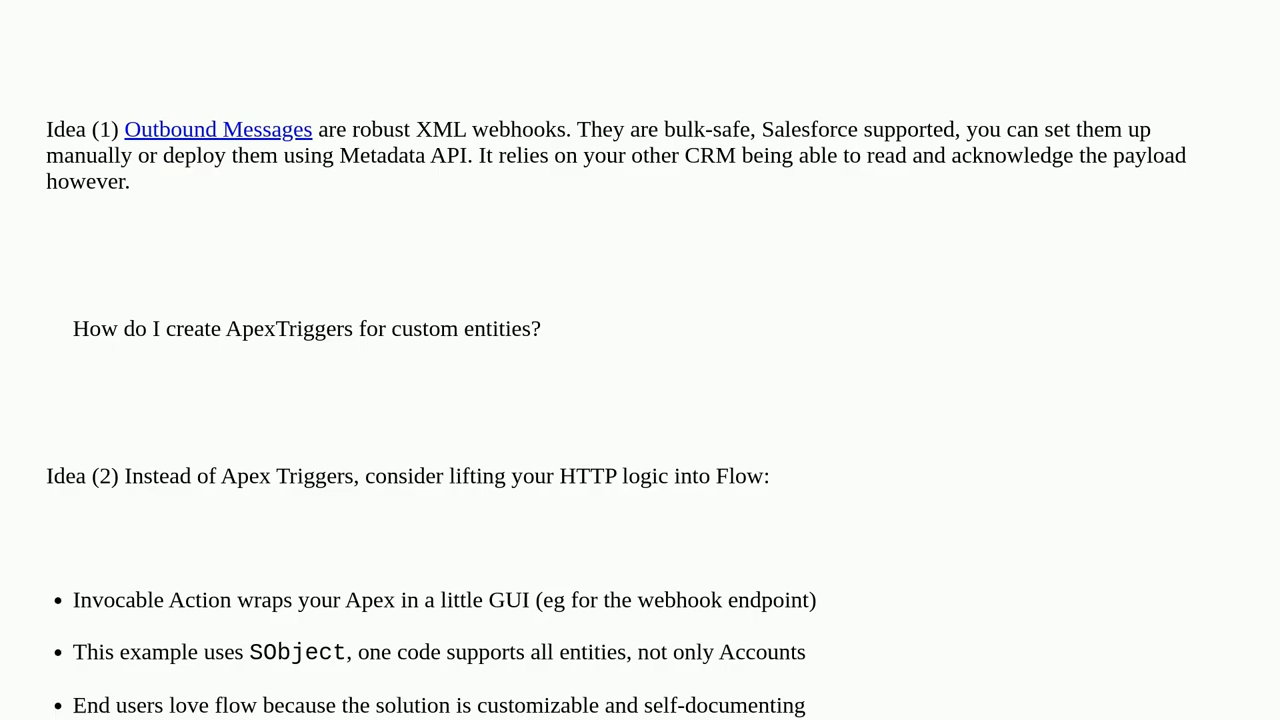 Idea (1) Outbound Messages are robust XML webhooks. They are bulk-safe, Salesforce supported, you can set them up
manually or deploy them using Metadata API. It relies on your other CRM being able to read and acknowledge the payload
however.
How do I create ApexTriggers for custom entities?
Idea (2) Instead of Apex Triggers, consider lifting your HTTP logic into Flow:
• Invocable Action wraps your Apex in a little GUI (eg for the webhook endpoint)
• This example uses SObject, one code supports all entities, not only Accounts
• End users love flow because the solution is customizable and self-documenting